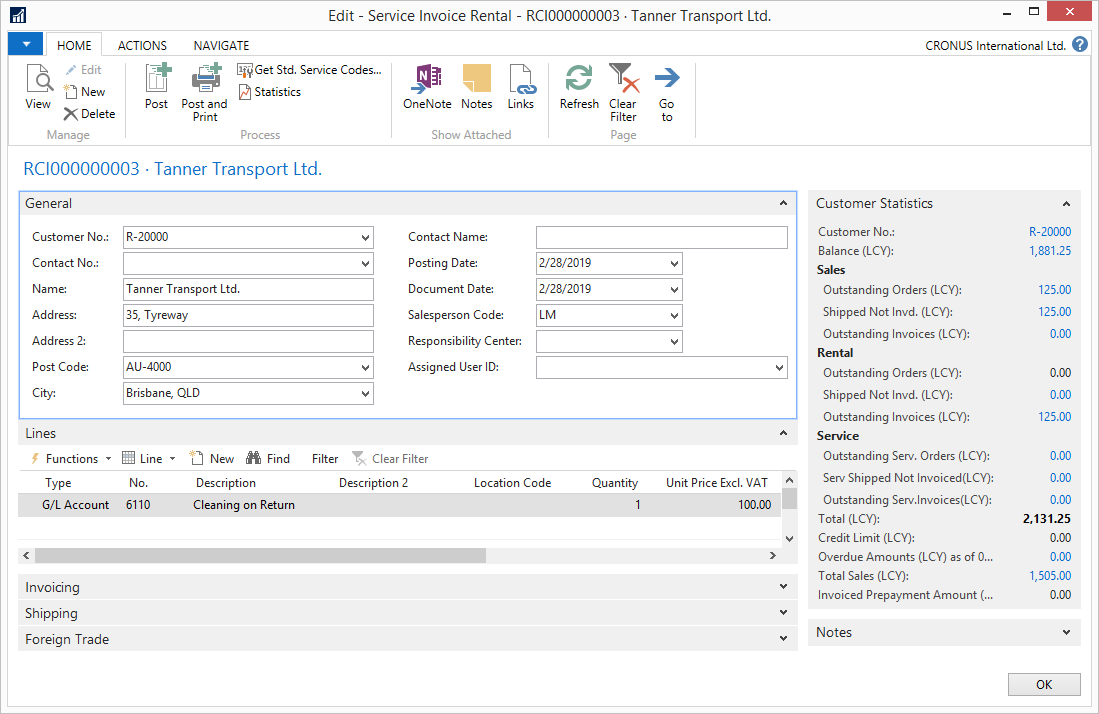 Edit - Service Invoice Rental - RCI000000003 · Tanner Transport Ltd.
HOME ACTIONS NAVIGATE
CRONUS International Ltd. ?
View
Edit
New
Delete
Manage
Post
Post and Print
Get Std. Service Codes...
Statistics
Process
OneNote
Notes
Links
Show Attached
Refresh
Clear Filter
Go to
Page
RCI000000003 · Tanner Transport Ltd.
General
Customer No.: R-20000
Contact No.:
Name: Tanner Transport Ltd.
Address: 35, Tyreway
Address 2:
Post Code: AU-4000
City: Brisbane, QLD
Contact Name:
Posting Date: 2/28/2019
Document Date: 2/28/2019
Salesperson Code: LM
Responsibility Center:
Assigned User ID:
Lines
Functions Line New Find Filter Clear Filter
Type No. Description Description 2 Location Code Quantity Unit Price Excl. VAT
G/L Account 6110 Cleaning on Return 1 100.00
Invoicing
Shipping
Foreign Trade
Customer Statistics
Customer No.: R-20000
Balance (LCY): 1,881.25
Sales
Outstanding Orders (LCY): 125.00
Shipped Not Invd. (LCY): 125.00
Outstanding Invoices (LCY): 0.00
Rental
Outstanding Orders (LCY): 0.00
Shipped Not Invd. (LCY): 0.00
Outstanding Invoices (LCY): 125.00
Service
Outstanding Serv. Orders (LCY): 0.00
Serv Shipped Not Invoiced(LCY): 0.00
Outstanding Serv.Invoices(LCY): 0.00
Total (LCY): 2,131.25
Credit Limit (LCY): 0.00
Overdue Amounts (LCY) as of 0... 0.00
Total Sales (LCY): 1,505.00
Invoiced Prepayment Amount (... 0.00
Notes
OK